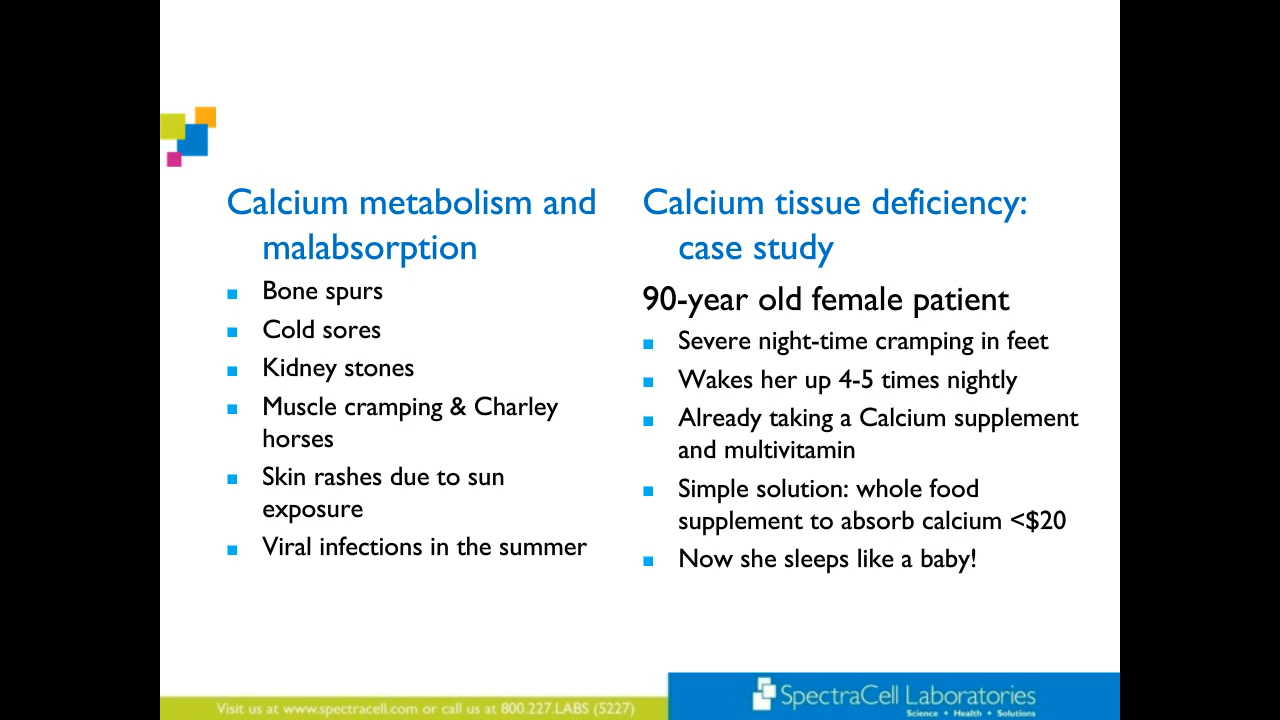 Calcium metabolism and
malabsorption
Bone spurs
Cold sores
Kidney stones
Muscle cramping & Charley
horses
Skin rashes due to sun
exposure
Viral infections in the summer
Calcium tissue deficiency:
case study
90-year old female patient
Severe night-time cramping in feet
Wakes her up 4-5 times nightly
Already taking a Calcium supplement
and multivitamin
Simple solution: whole food
supplement to absorb calcium <$20
Now she sleeps like a baby!
Visit us at www.spectracell.com or call us at 800.227.LABS (5227)
SpectraCell Laboratories
Science + Health + Solutions